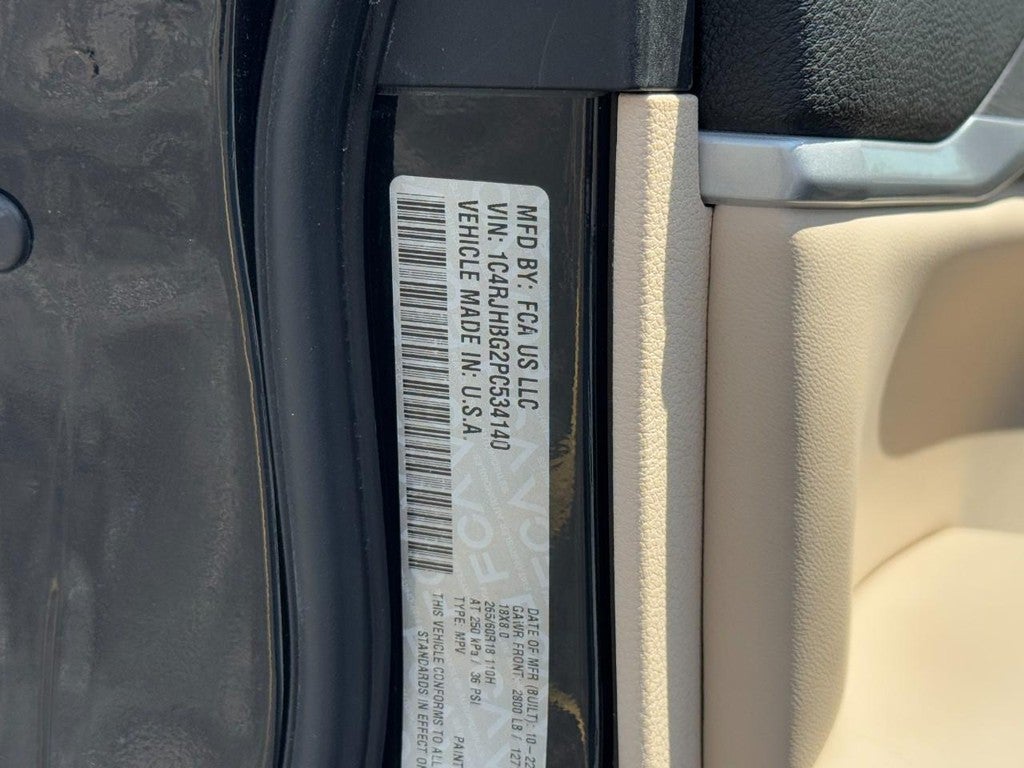 MFD BY: FCA US LLC
VIN: 1C4RJHBG2PC534140
VEHICLE MADE IN: U.S.A.
DATE OF MFR (BUILT): 10-22
GAWR FRONT: 2800 LB / 127
18X8.0
265/60R18 110H
AT 250 kPa / 36 PSI
TYPE: MPV
THIS VEHICLE CONFORMS TO ALL
STANDARDS IN EFFECT ON
PAINT